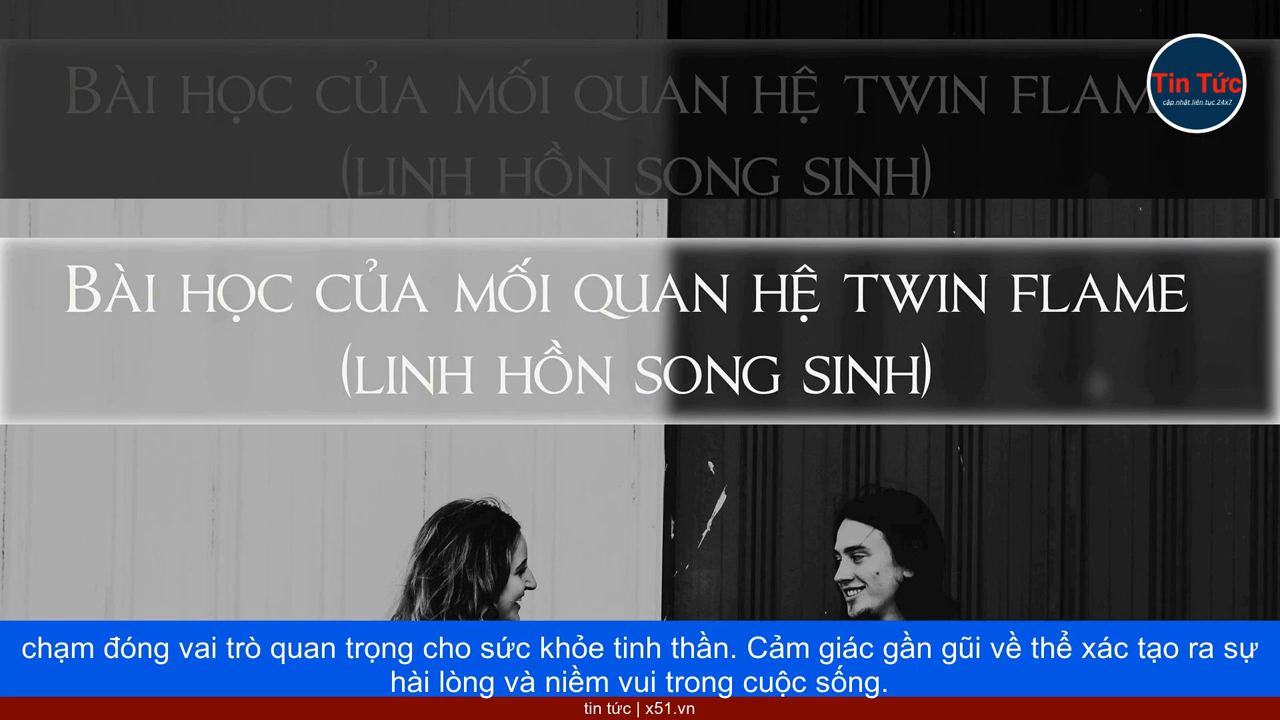 Bài học của mối quan hệ twin flam
(linh hồn song sinh)
Tin Tức
cập nhật liên tục 24x7
Bài học của mối quan hệ twin flame
(linh hồn song sinh)
chạm đóng vai trò quan trọng cho sức khỏe tinh thần. Cảm giác gần gũi về thể xác tạo ra sự
hài lòng và niềm vui trong cuộc sống.
tin tức | x51.vn